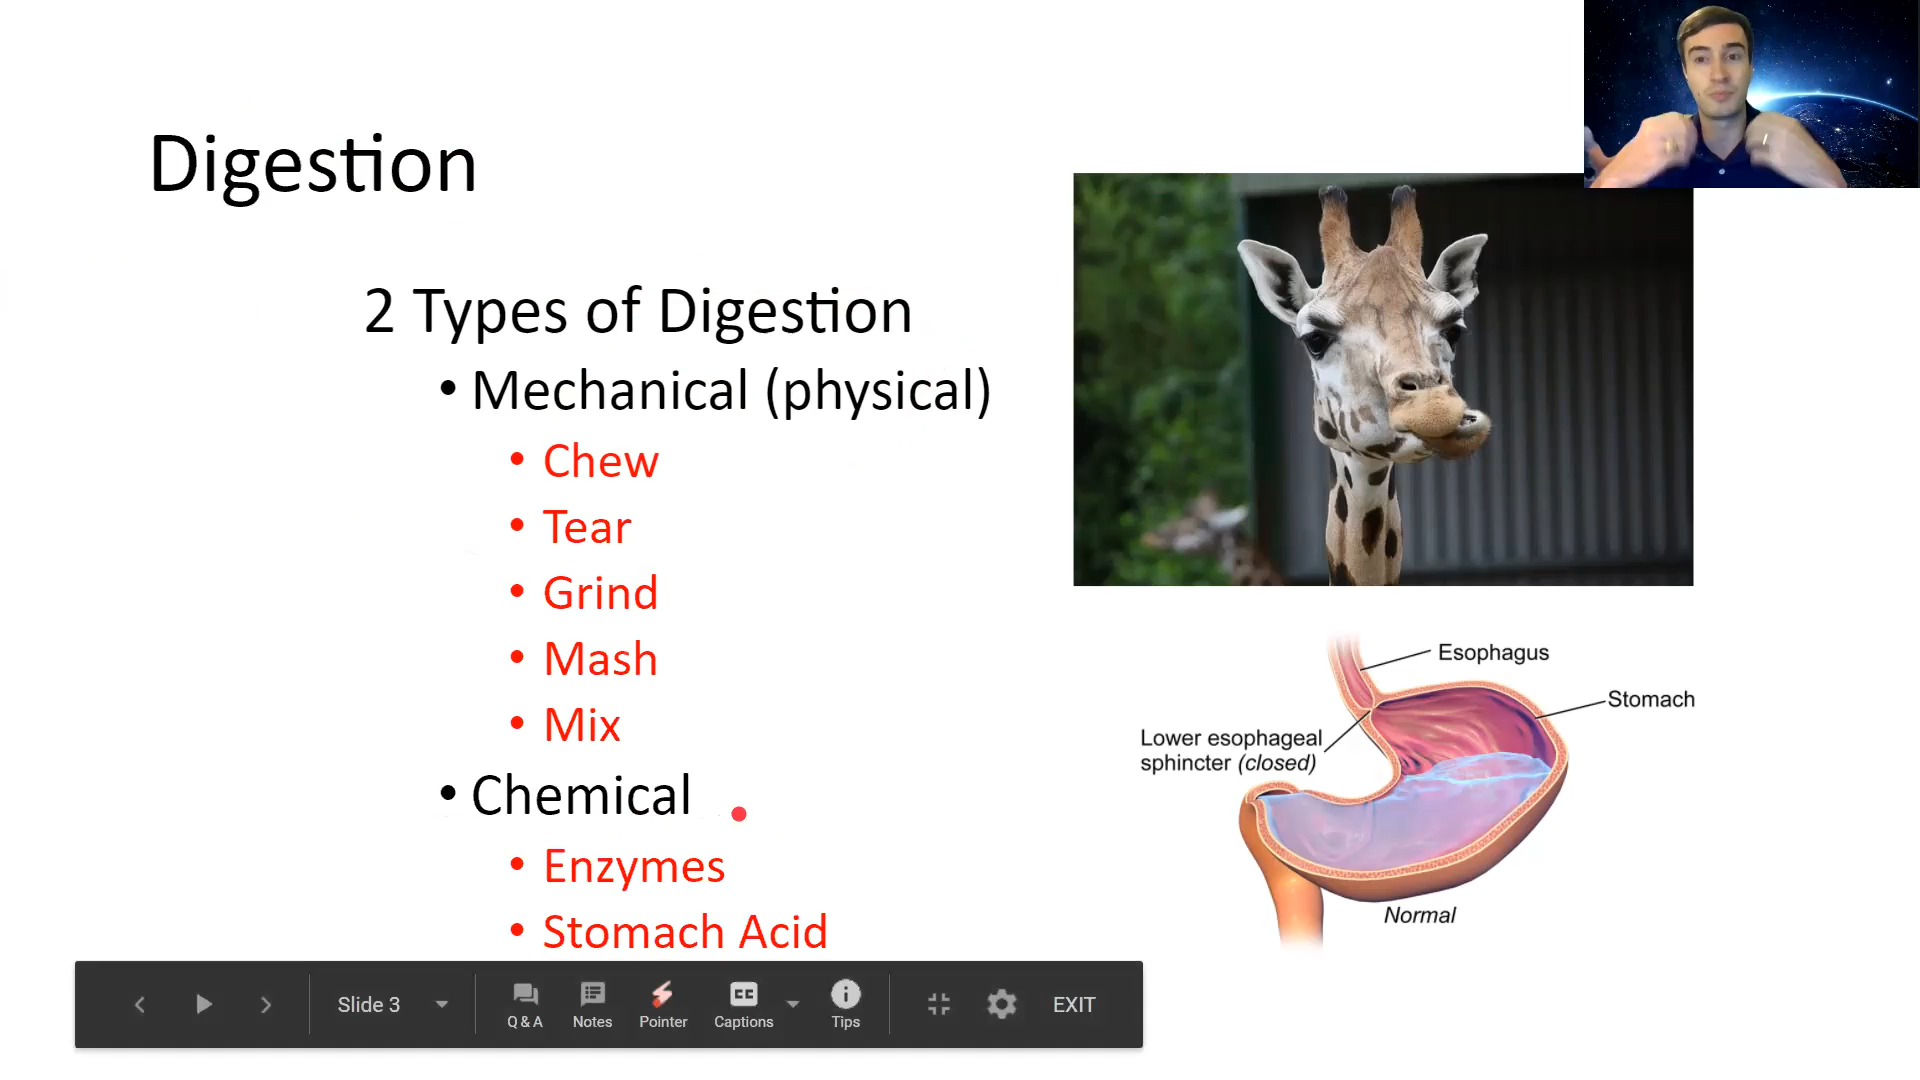 Digestion
2 Types of Digestion
• Mechanical (physical)
• Chew
• Tear
• Grind
• Mash
• Mix
• Chemical
• Enzymes
• Stomach Acid
Esophagus
Stomach
Lower esophageal
sphincter (closed)
Normal
Slide 3
Q & A
Notes
Pointer
CC
Captions
Tips
EXIT